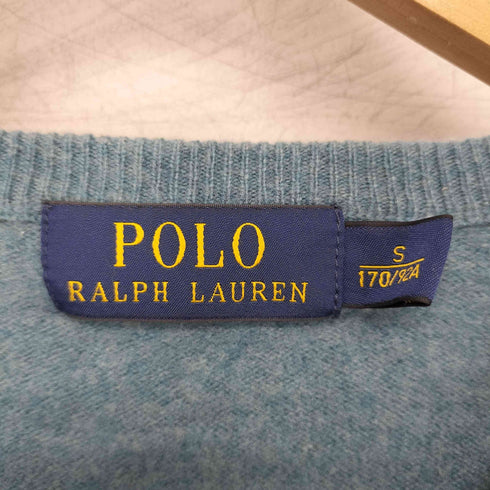 POLO
RALPH LAUREN
S
170/92A